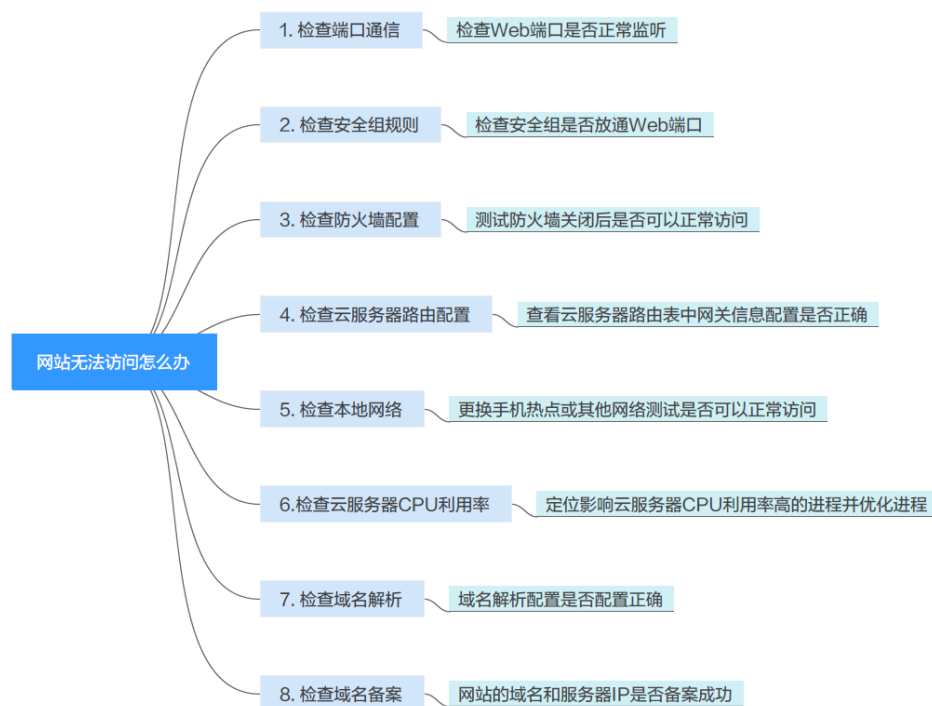 网站无法访问怎么办
1. 检查端口通信
检查Web端口是否正常监听
2. 检查安全组规则
检查安全组是否放通Web端口
3. 检查防火墙配置
测试防火墙关闭后是否可以正常访问
4. 检查云服务器路由配置
查看云服务器路由表中网关信息配置是否正确
5. 检查本地网络
更换手机热点或其他网络测试是否可以正常访问
6.检查云服务器CPU利用率
定位影响云服务器CPU利用率高的进程并优化进程
7. 检查域名解析
域名解析配置是否配置正确
8. 检查域名备案
网站的域名和服务器IP是否备案成功